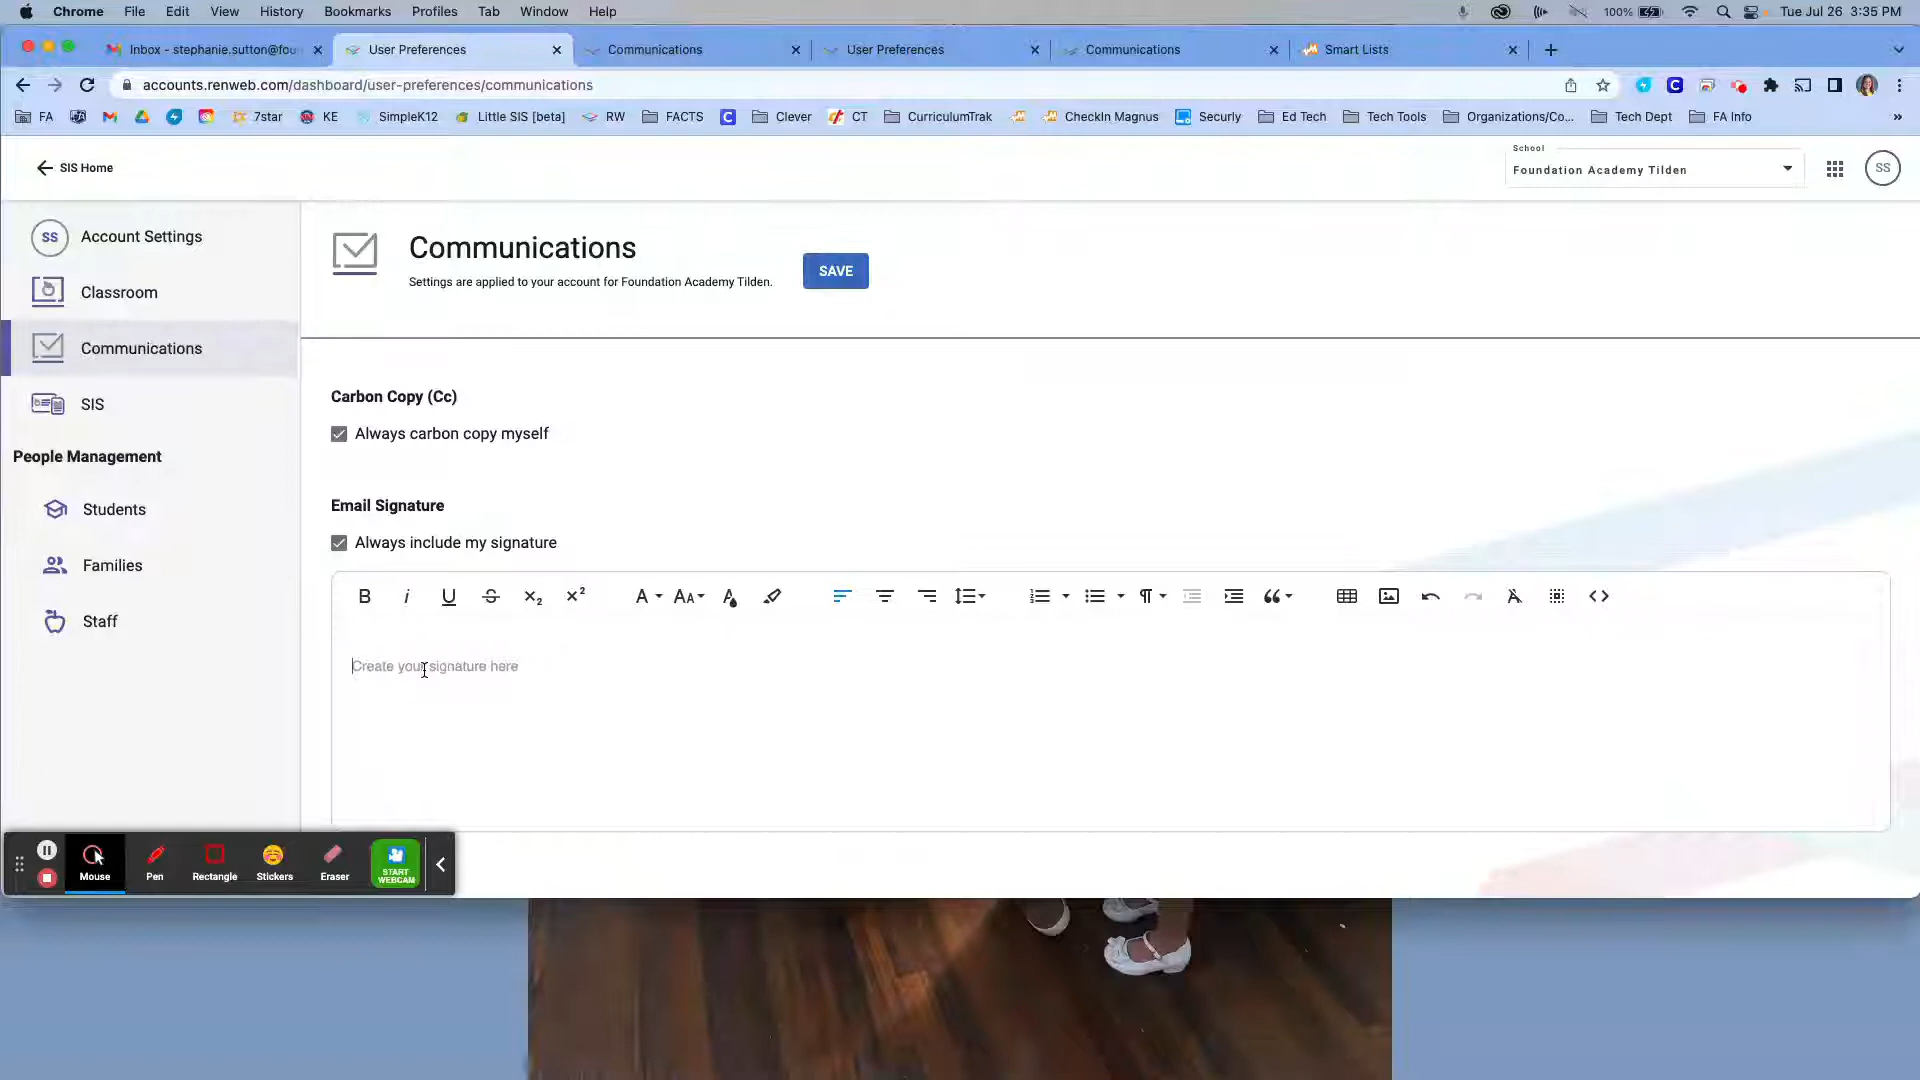 Chrome File Edit View History Bookmarks Profiles Tab Window Help 100% Tue Jul 26 3:35 PM
Inbox - stephanie.sutton@fou User Preferences Communications User Preferences Communications Smart Lists
accounts.renweb.com/dashboard/user-preferences/communications
FA 7star KE SimpleK12 Little SIS [beta] RW FACTS C Clever CT CurriculumTrak CheckIn Magnus Securly Ed Tech Tech Tools Organizations/Co... Tech Dept FA Info »
SIS Home
School
Foundation Academy Tilden
SS
SS Account Settings
Classroom
Communications
SIS
People Management
Students
Families
Staff
Communications
Settings are applied to your account for Foundation Academy Tilden.
SAVE
Carbon Copy (Cc)
Always carbon copy myself
Email Signature
Always include my signature
Create your signature here
Mouse Pen Rectangle Stickers Eraser START WEBCAM